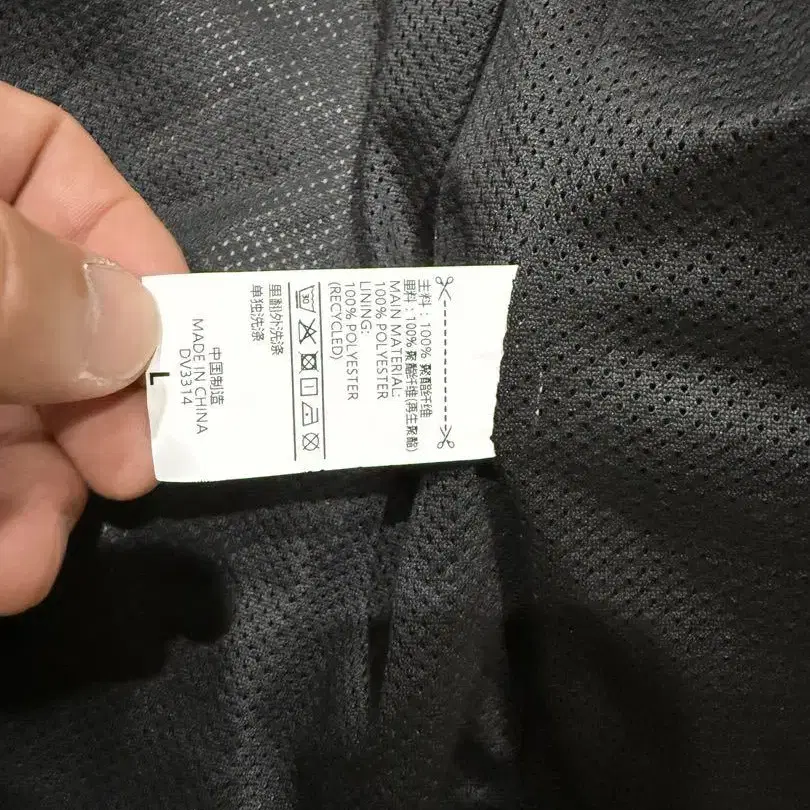 主料：100% 聚酯纤维
里料：100% 聚酯纤维(再生聚酯)
MAIN MATERIAL:
100% POLYESTER
LINING:
100% POLYESTER
(RECYCLED)
30
里翻外洗涤
单独洗涤
中国制造
MADE IN CHINA
DV3314
L